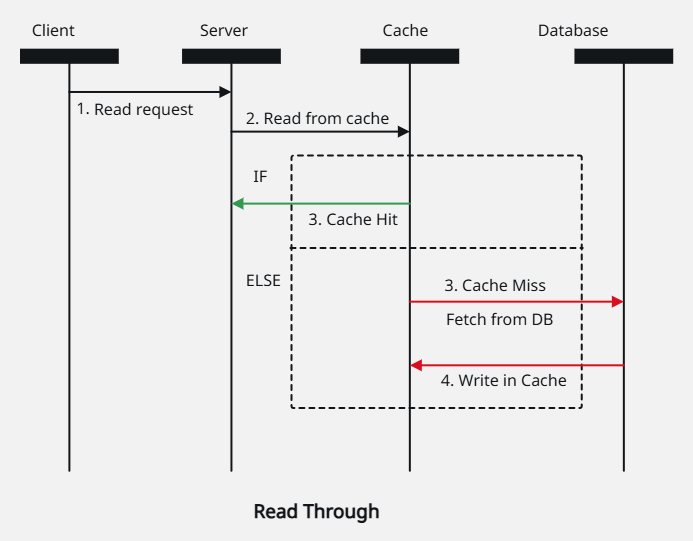 Client
Server
Cache
Database
1. Read request
2. Read from cache
IF
3. Cache Hit
ELSE
3. Cache Miss
Fetch from DB
4. Write in Cache
Read Through